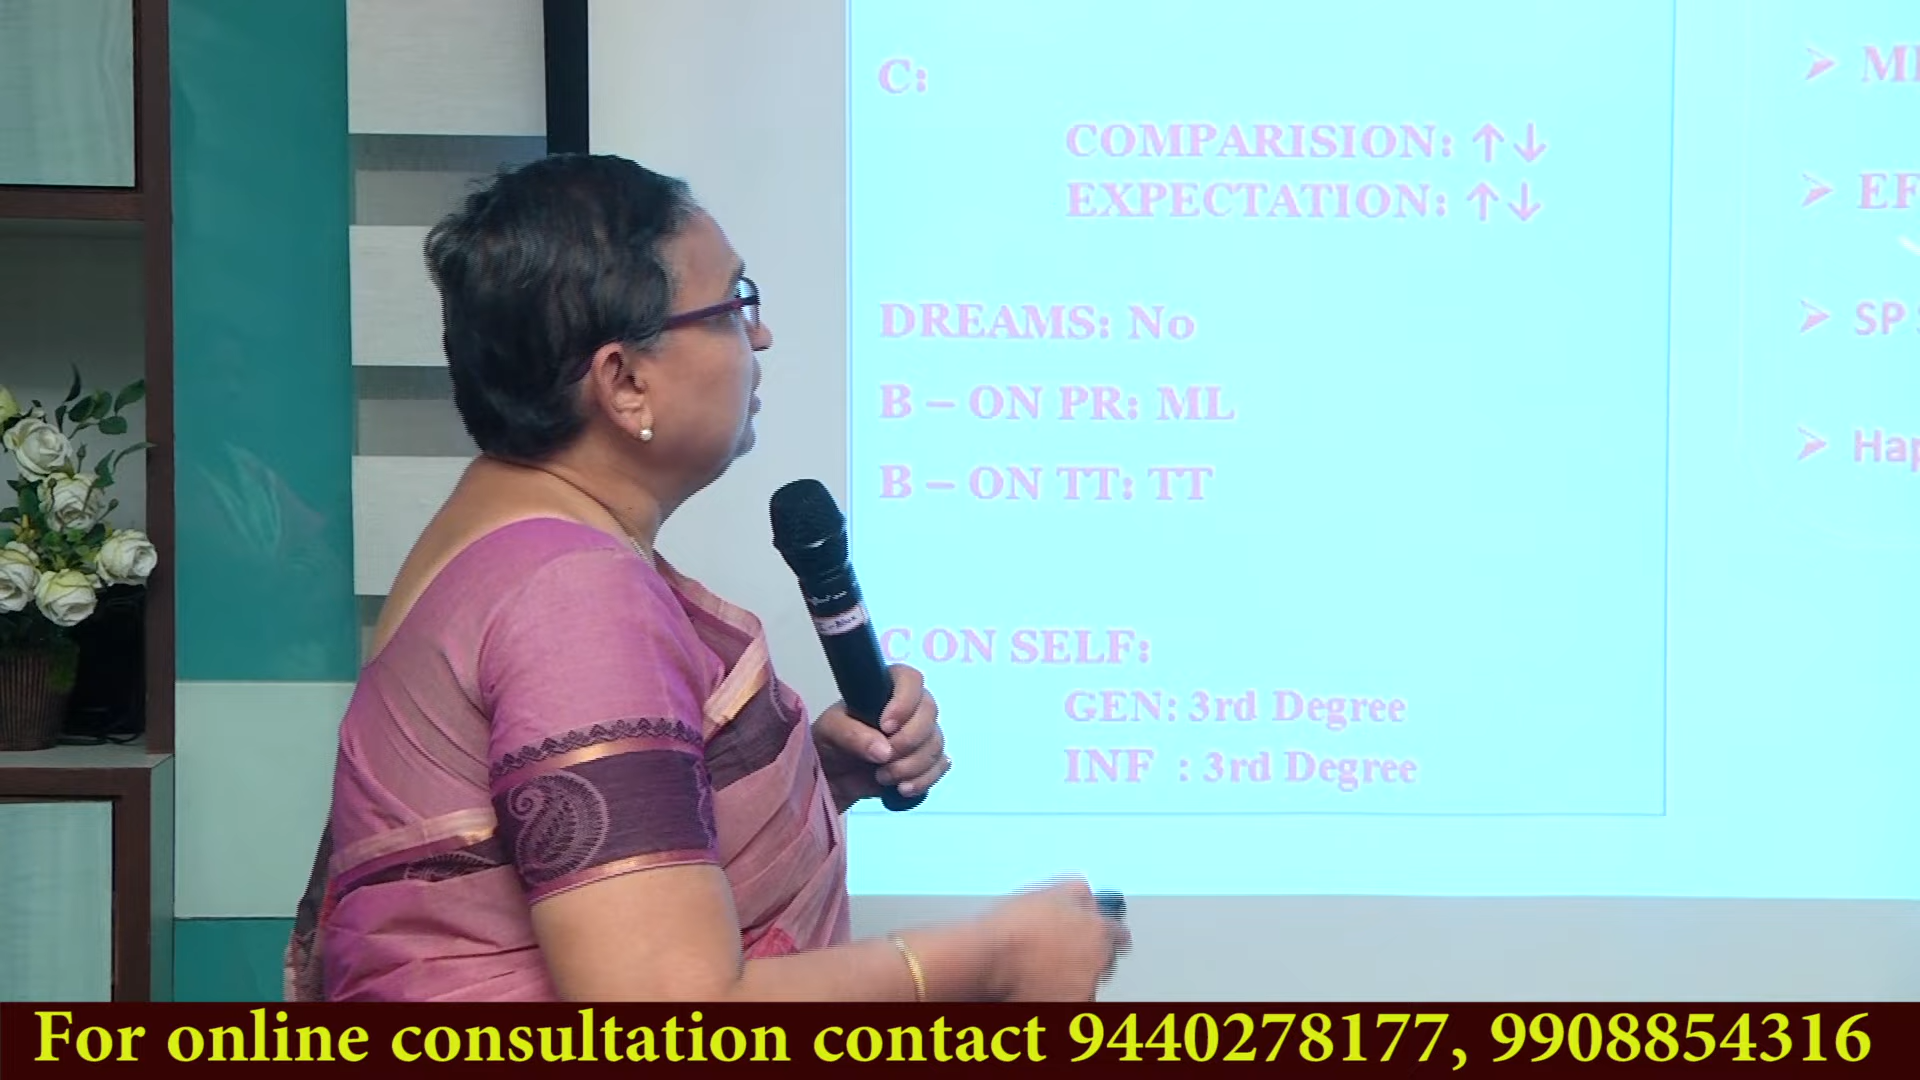 C:
COMPARISION: ↑↓
EXPECTATION: ↑↓
DREAMS: No
B – ON PR: ML
B – ON TT: TT
C ON SELF:
GEN: 3rd Degree
INF : 3rd Degree
➢ SP
For online consultation contact 9440278177, 9908854316